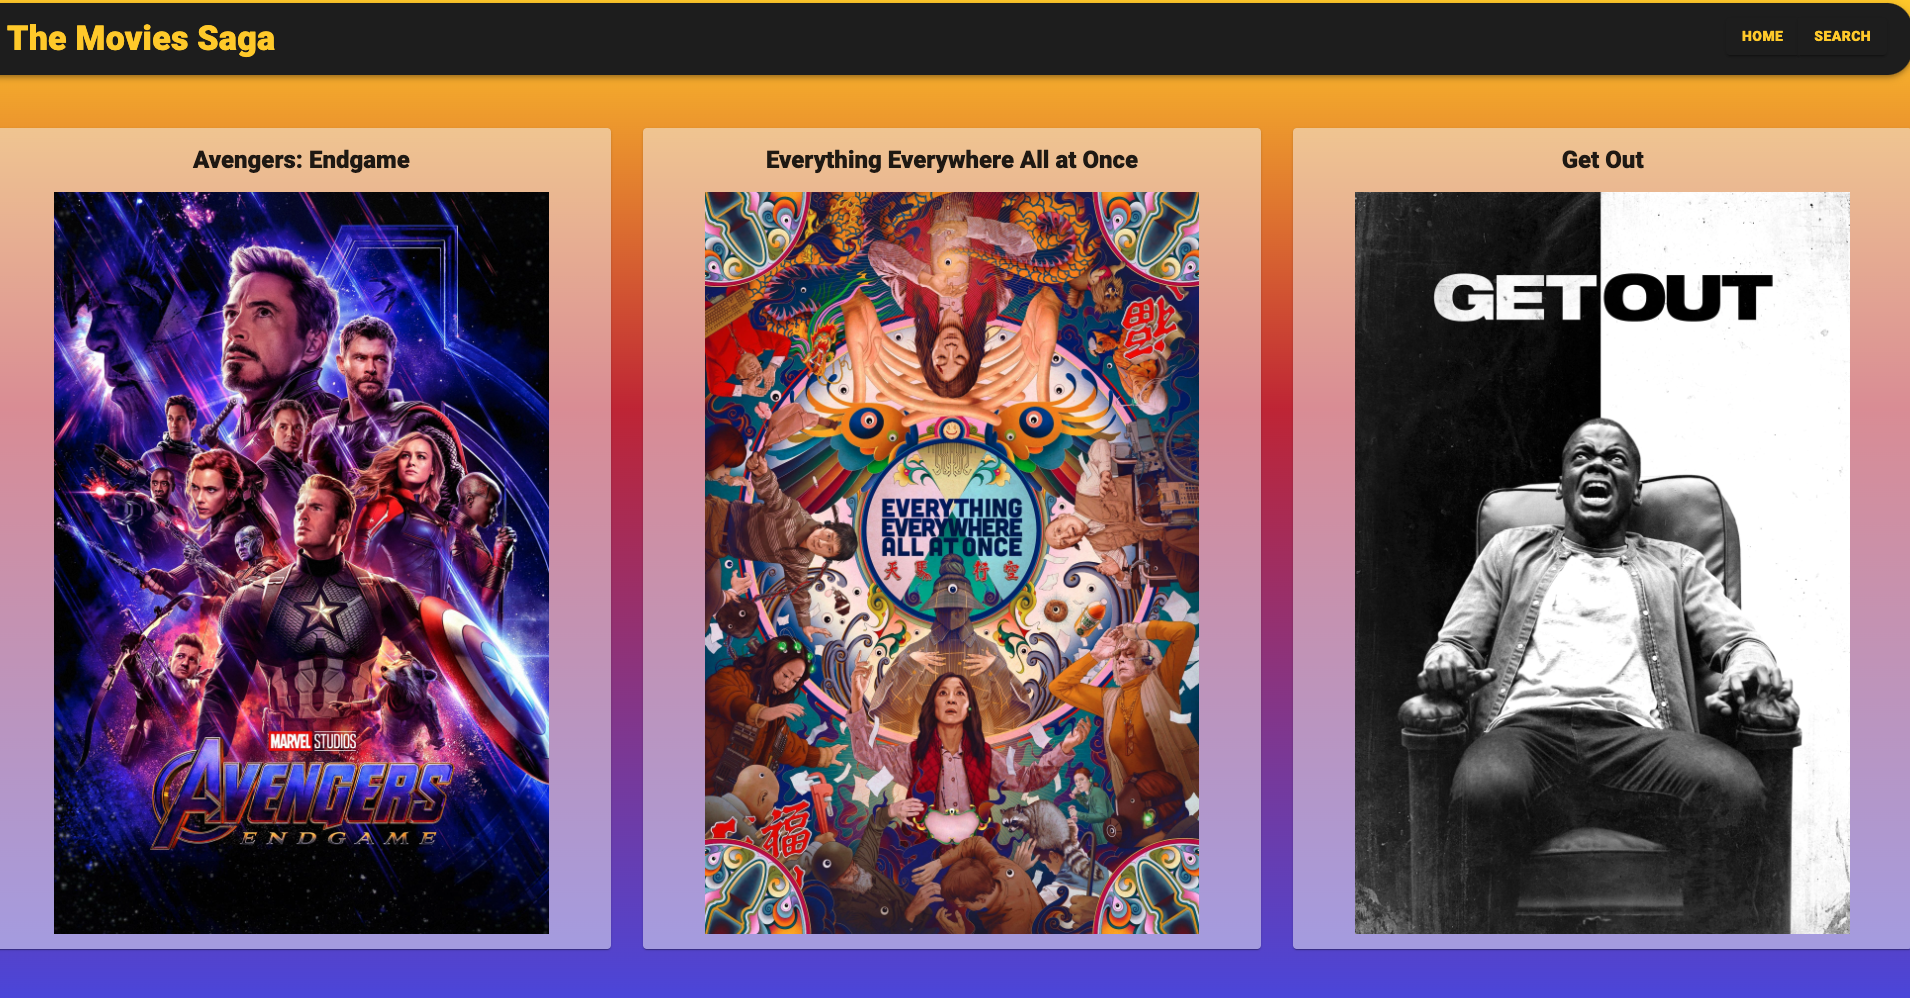 The Movies Saga
HOME
SEARCH
Avengers: Endgame
MARVEL STUDIOS
AVENGERS
ENDGAME
Everything Everywhere All at Once
EVERYTHING
EVERYWHERE
ALL AT ONCE
天 馬 行 空
福
Get Out
GET OUT